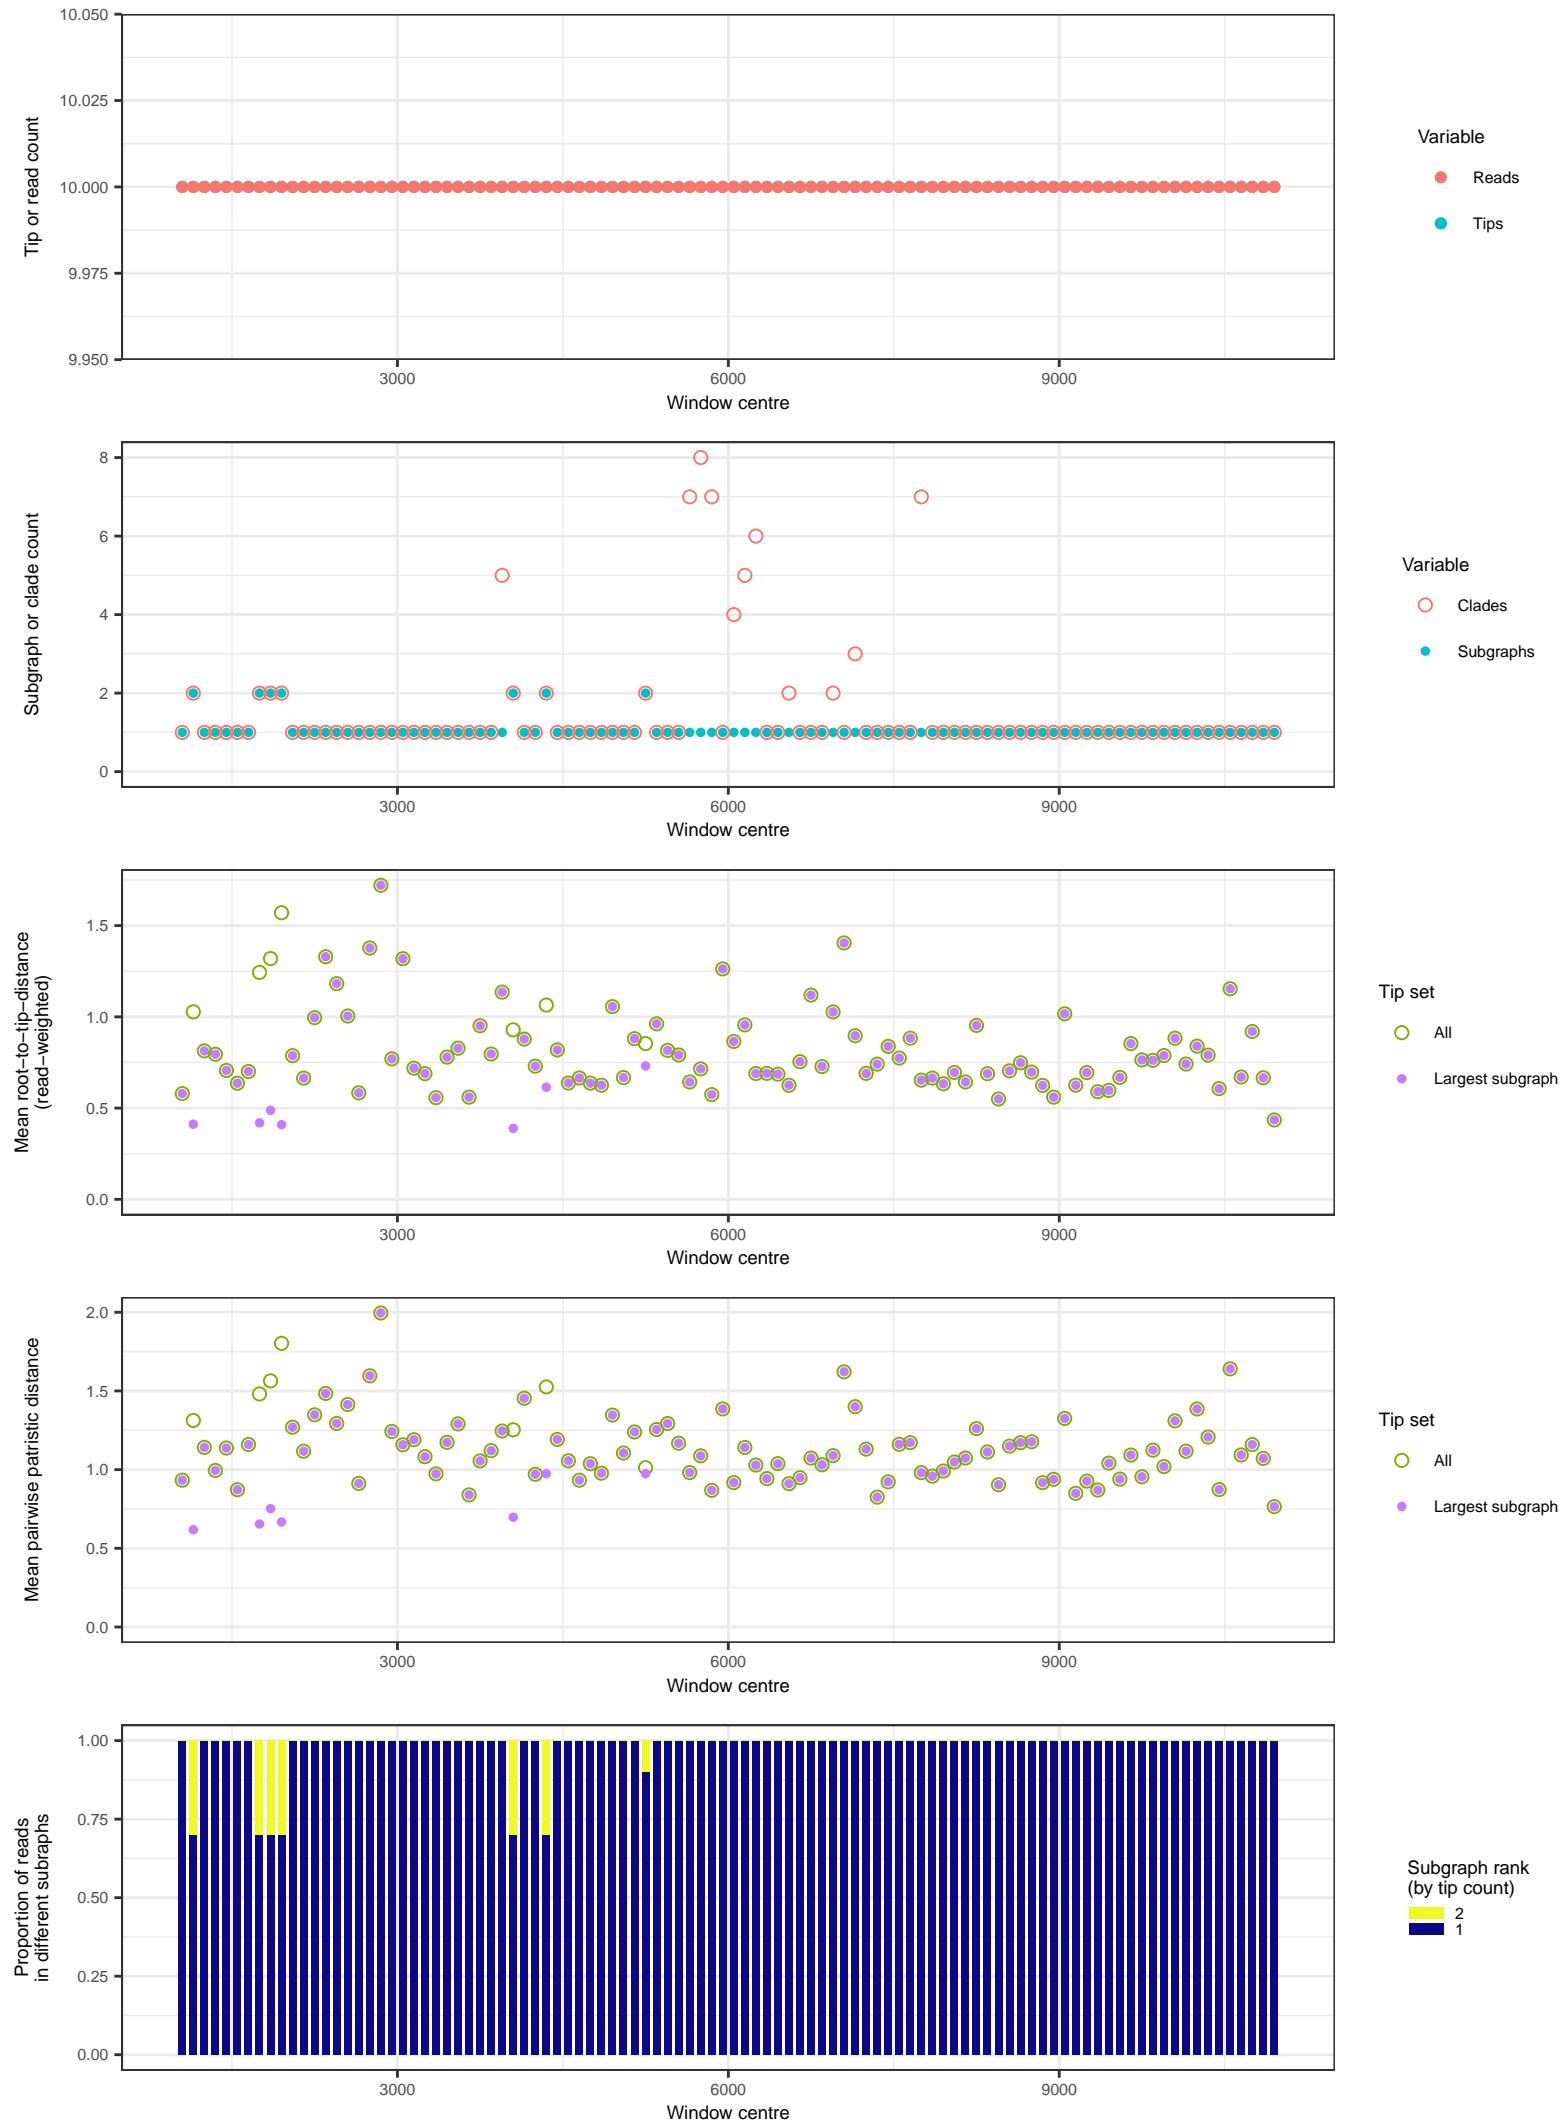 10.050
10.025
10.000
9.975
9.950
Tip or read count
3000
6000
9000
Window centre
Variable
Reads
Tips
8
6
4
2
0
Subgraph or clade count
3000
6000
9000
Window centre
Variable
Clades
Subgraphs
1.5
1.0
0.5
0.0
Mean root−to−tip−distance
(read−weighted)
3000
6000
9000
Window centre
Tip set
All
Largest subgraph
2.0
1.5
1.0
0.5
0.0
Mean pairwise patristic distance
3000
6000
9000
Window centre
Tip set
All
Largest subgraph
1.00
0.75
0.50
0.25
0.00
Proportion of reads
in different subraphs
3000
6000
9000
Window centre
Subgraph rank
(by tip count)
2
1